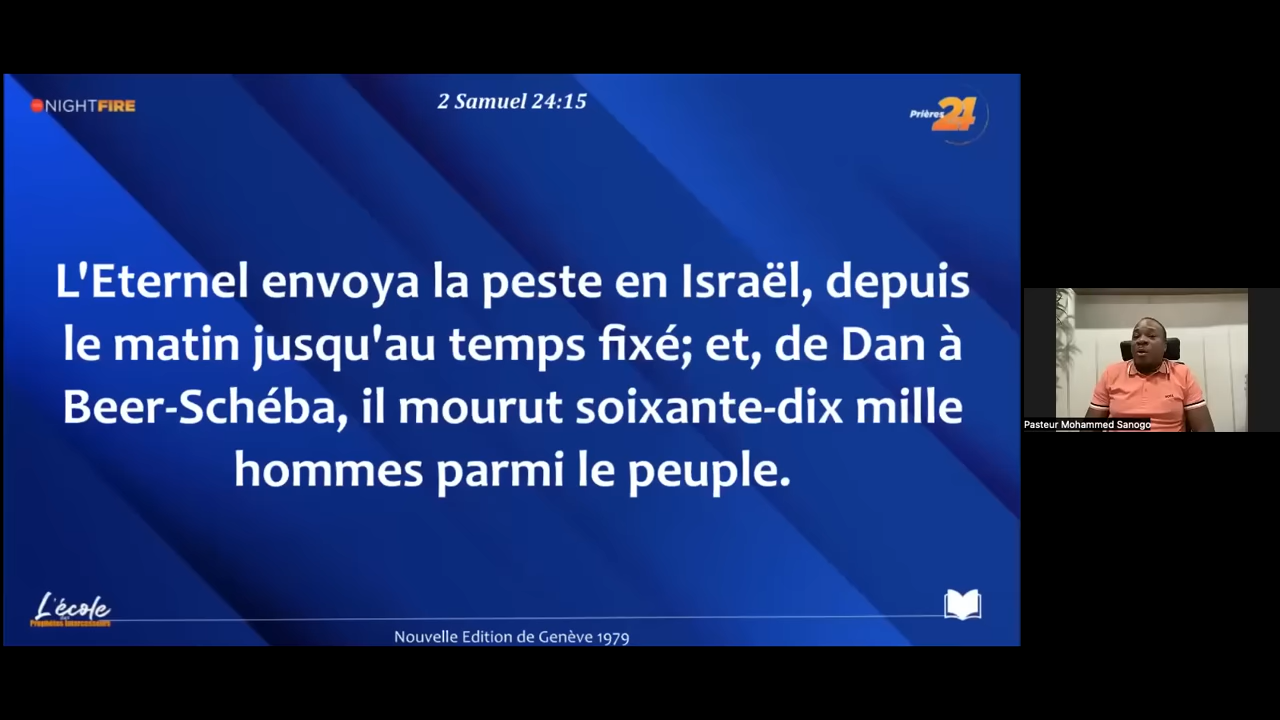 NIGHTFIRE
2 Samuel 24:15
Prières 24
L'Eternel envoya la peste en Israël, depuis
le matin jusqu'au temps fixé; et, de Dan à
Beer-Schéba, il mourut soixante-dix mille
hommes parmi le peuple.
Pasteur Mohammed Sanogo
L'école
Prophètes Intercesseurs
Nouvelle Edition de Genève 1979